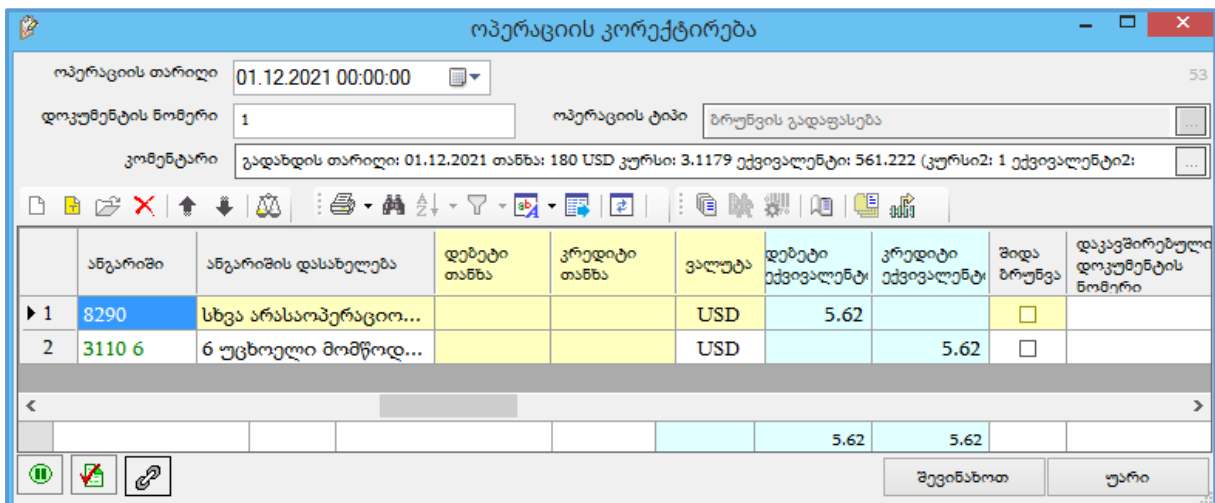 ოპერაციის კორექტირება
ოპერაციის თარიღი 01.12.2021 00:00:00 53
დოკუმენტის ნომერი 1 ოპერაციის ტიპი ბრუნვის გადაფასება ...
კომენტარი გადახდის თარიღი: 01.12.2021 თანხა: 180 USD კურსი: 3.1179 ექვივალენტი: 561.222 (კურსი2: 1 ექვივალენტი2: ...
ანგარიში ანგარიშის დასახელება დებეტი თანხა კრედიტი თანხა ვალუტა დებეტი ექვივალენტი კრედიტი ექვივალენტი შიდა ბრუნვა დაკავშირებული დოკუმენტის ნომერი
1 8290 სხვა არასაოპერაციო... USD 5.62
2 3110 6 6 უცხოელი მომწოდ... USD 5.62
5.62 5.62
შევინახოთ უარი